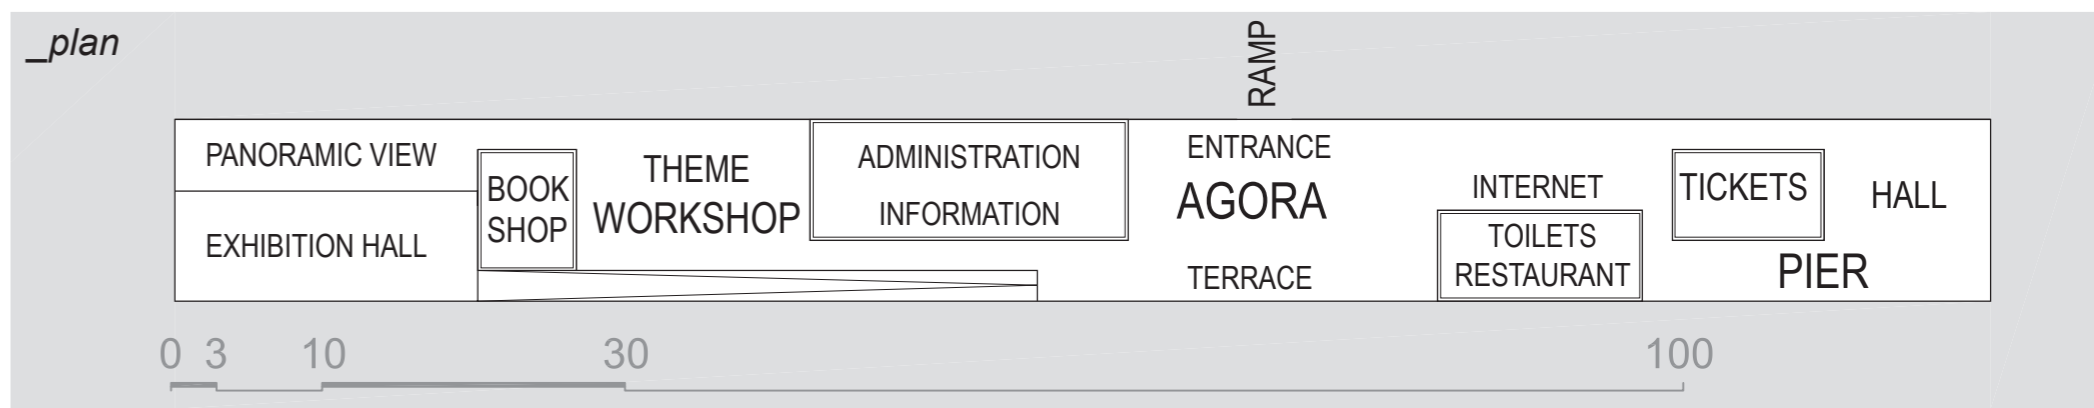 _plan
RAMP
PANORAMIC VIEW
EXHIBITION HALL
BOOK
SHOP
THEME
WORKSHOP
ADMINISTRATION
INFORMATION
ENTRANCE
AGORA
TERRACE
INTERNET
TOILETS
RESTAURANT
TICKETS
HALL
PIER
0 3 10 30 100